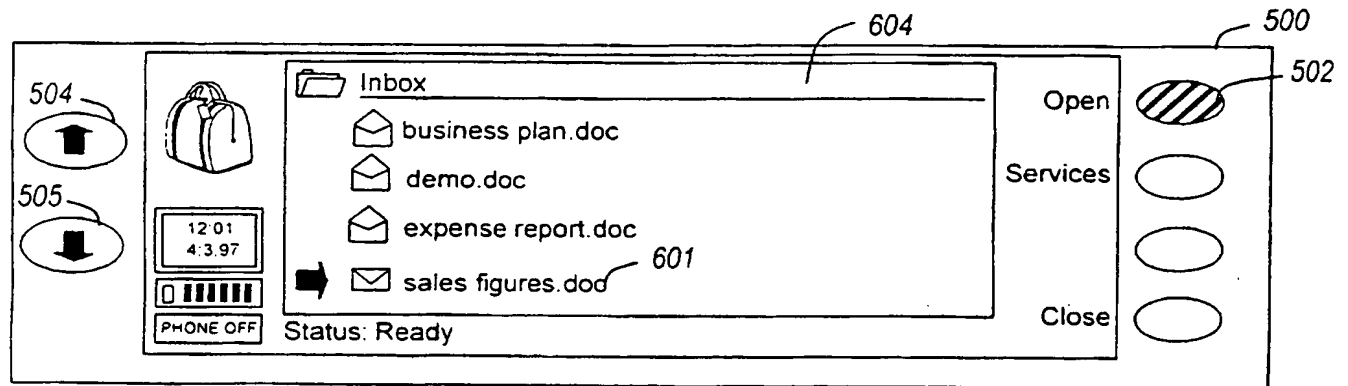 604
500
502
504
Inbox
Open
business plan.doc
demo.doc
Services
505
12:01
4:3.97
expense report.doc
601
sales figures.doc
PHONE OFF
Status: Ready
Close